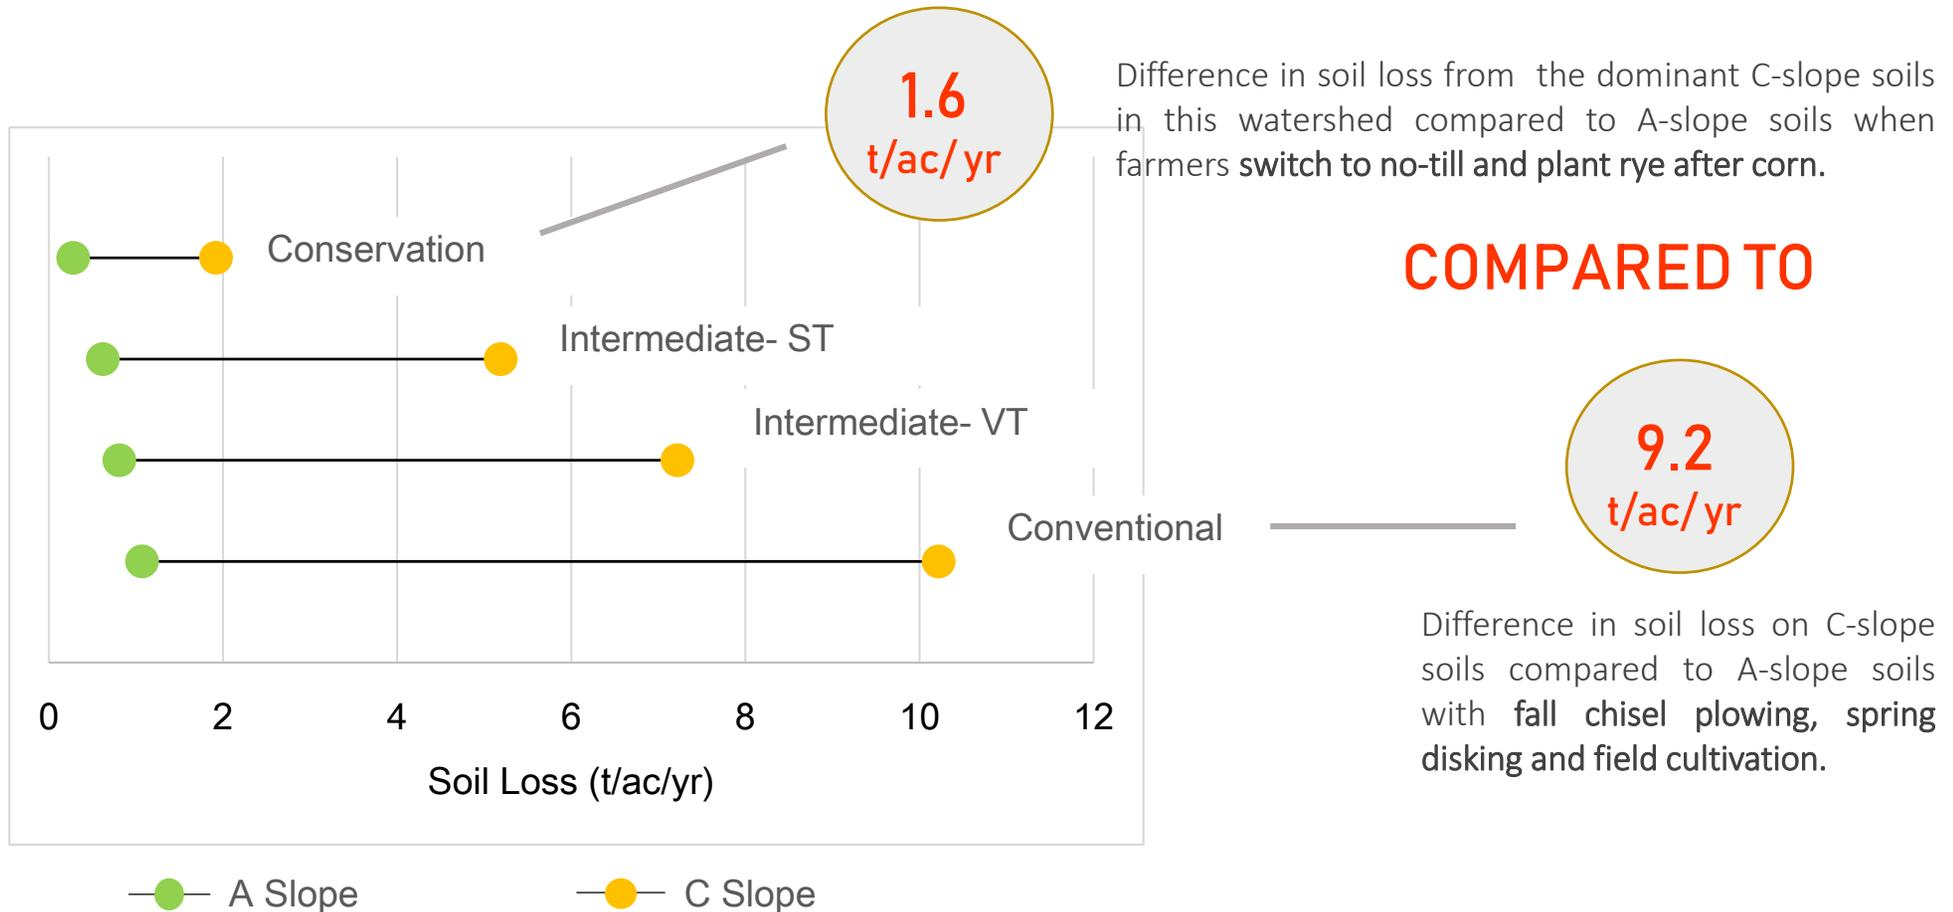 1.6
t/ac/ yr
Difference in soil loss from the dominant C-slope soils
in this watershed compared to A-slope soils when
farmers switch to no-till and plant rye after corn.
Conservation
COMPARED TO
Intermediate- ST
Intermediate- VT
9.2
t/ac/ yr
Conventional
Difference in soil loss on C-slope
soils compared to A-slope soils
with fall chisel plowing, spring
disking and field cultivation.
0 2 4 6 8 10 12
Soil Loss (t/ac/yr)
A Slope C Slope